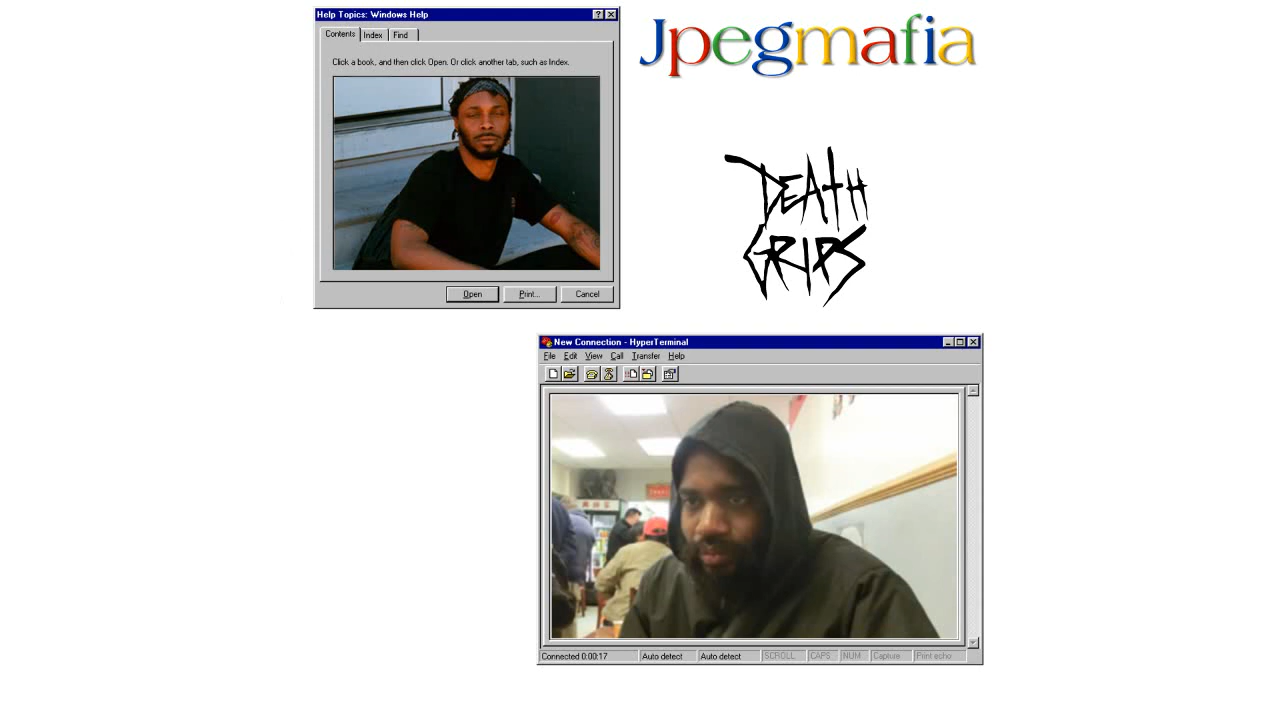 Help Topics: Windows Help
Contents Index Find
Click a book, and then click Open. Or click another tab, such as Index.
Open Print... Cancel
Jpegmafia
DEATH
GRIPS
New Connection - HyperTerminal
File Edit View Call Transfer Help
Connected 0:00:17 Auto detect Auto detect SCROLL CAPS NUM Capture Print echo